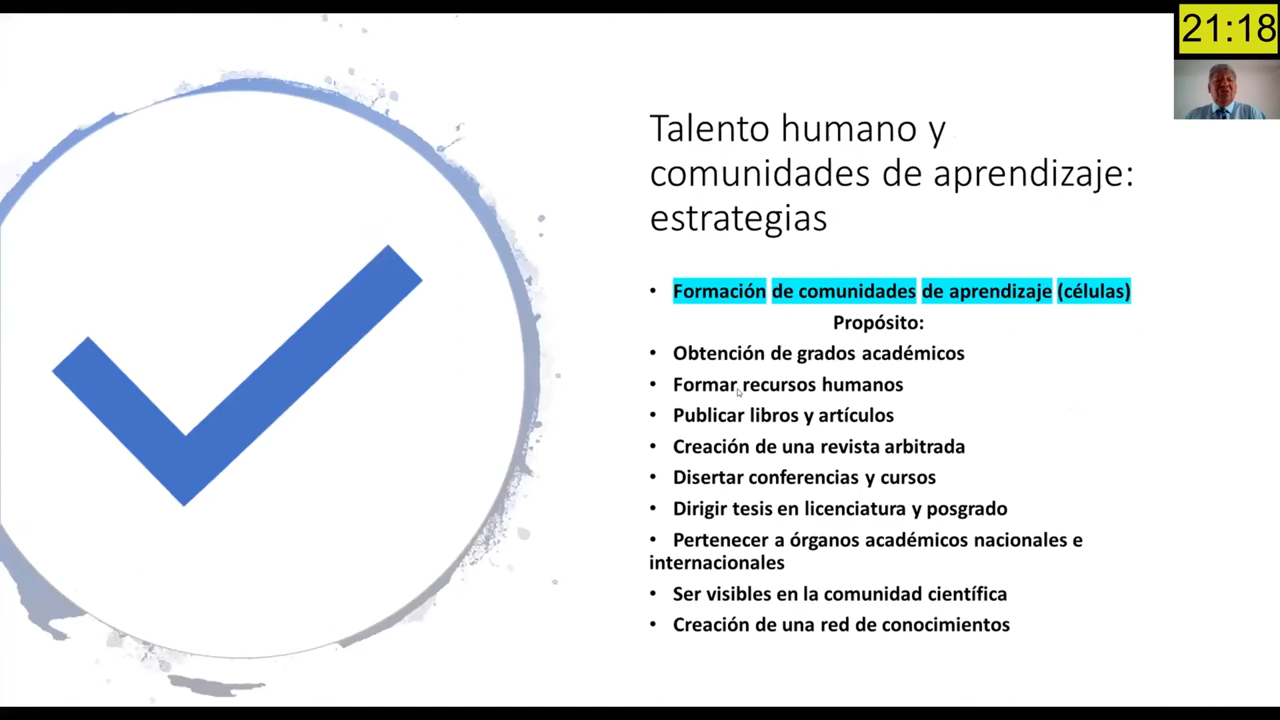 21:18
Talento humano y
comunidades de aprendizaje:
estrategias
• Formación de comunidades de aprendizaje (células)
Propósito:
• Obtención de grados académicos
• Formar recursos humanos
• Publicar libros y artículos
• Creación de una revista arbitrada
• Disertar conferencias y cursos
• Dirigir tesis en licenciatura y posgrado
• Pertenecer a órganos académicos nacionales e
internacionales
• Ser visibles en la comunidad científica
• Creación de una red de conocimientos